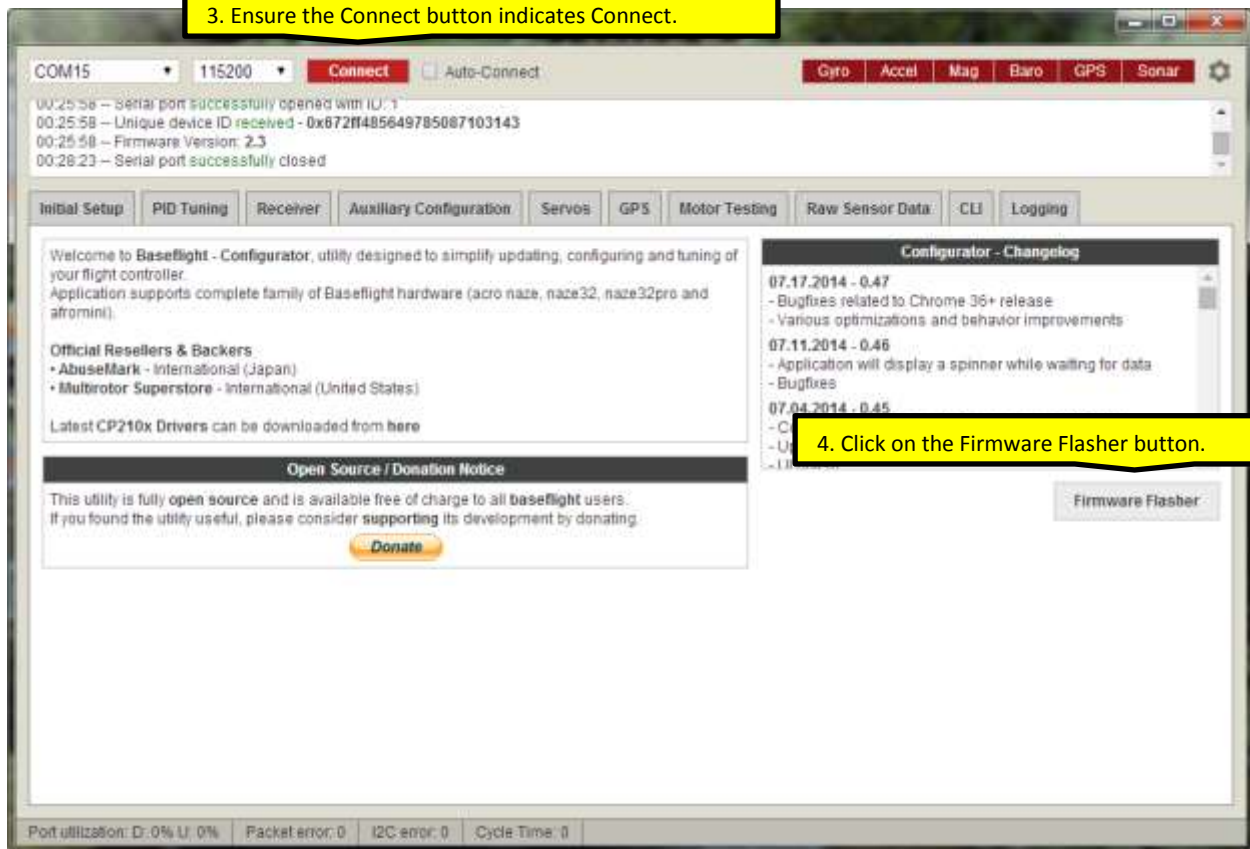 3. Ensure the Connect button indicates Connect.
COM15 115200 Connect Auto-Connect Gyro Accel Mag Baro GPS Sonar
00:25:58 -- Serial port successfully opened with ID: 1
00:25:58 -- Unique device ID received - 0x672ff485649785087103143
00:25:58 -- Firmware Version: 2.3
00:28:23 -- Serial port successfully closed
Initial Setup PID Tuning Receiver Auxiliary Configuration Servos GPS Motor Testing Raw Sensor Data CLI Logging
Welcome to Baseflight - Configurator, utility designed to simplify updating, configuring and tuning of
your flight controller.
Application supports complete family of Baseflight hardware (acro naze, naze32, naze32pro and
afromini).
Official Resellers & Backers
• AbuseMark - International (Japan)
• Multirotor Superstore - International (United States)
Latest CP210x Drivers can be downloaded from here
Open Source / Donation Notice
This utility is fully open source and is available free of charge to all baseflight users.
If you found the utility useful, please consider supporting its development by donating.
Donate
Configurator - Changelog
07.17.2014 - 0.47
- Bugfixes related to Chrome 36+ release
- Various optimizations and behavior improvements
07.11.2014 - 0.46
- Application will display a spinner while waiting for data
- Bugfixes
07.04.2014 - 0.45
4. Click on the Firmware Flasher button.
Firmware Flasher
Port utilization: D: 0% U: 0% Packet error: 0 I2C error: 0 Cycle Time: 0